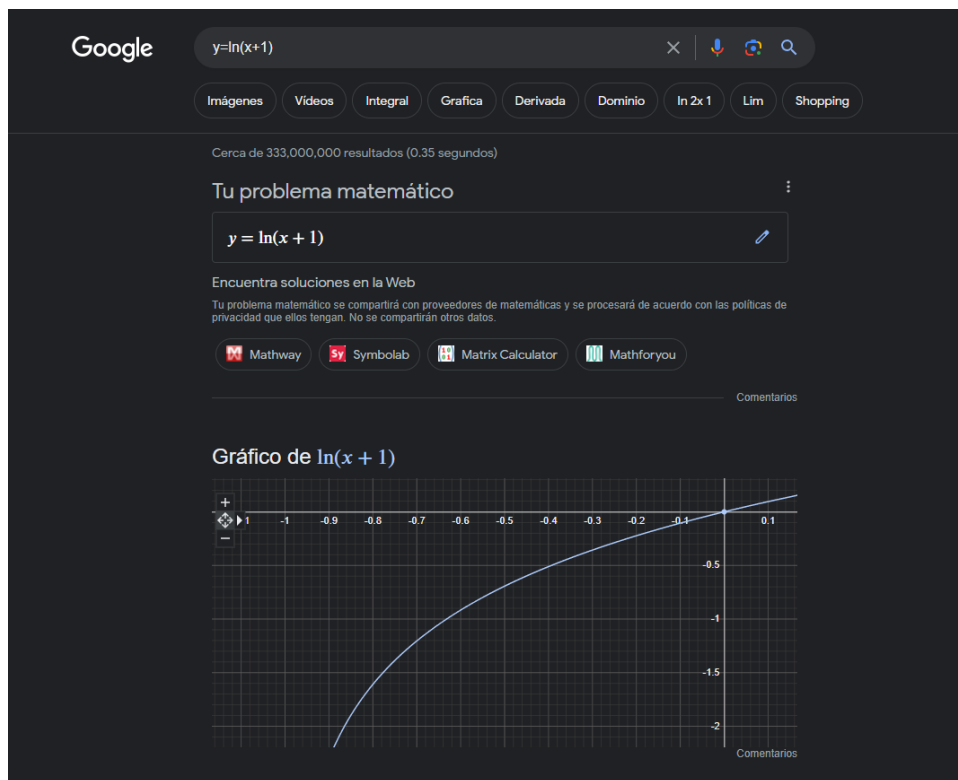 Google
y=ln(x+1)
Imágenes Vídeos Integral Grafica Derivada Dominio ln 2x 1 Lim Shopping
Cerca de 333,000,000 resultados (0.35 segundos)
Tu problema matemático
y = ln(x + 1)
Encuentra soluciones en la Web
Tu problema matemático se compartirá con proveedores de matemáticas y se procesará de acuerdo con las políticas de
privacidad que ellos tengan. No se compartirán otros datos.
Mathway Sy Symbolab Matrix Calculator Mathforyou
Comentarios
Gráfico de ln(x + 1)
+
1 -1 -0.9 -0.8 -0.7 -0.6 -0.5 -0.4 -0.3 -0.2 -0.1 0.1
−
-0.5
-1
-1.5
-2
Comentarios